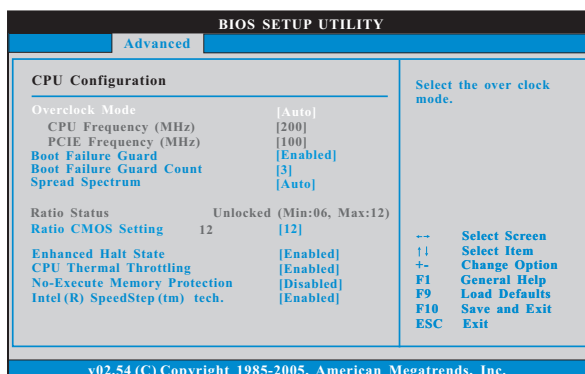 BIOS SETUP UTILITY
Advanced
CPU Configuration
Overclock Mode [Auto]
CPU Frequency (MHz) [200]
PCIE Frequency (MHz) [100]
Boot Failure Guard [Enabled]
Boot Failure Guard Count [3]
Spread Spectrum [Auto]
Ratio Status Unlocked (Min:06, Max:12)
Ratio CMOS Setting 12 [12]
Enhanced Halt State [Enabled]
CPU Thermal Throttling [Enabled]
No-Execute Memory Protection [Disabled]
Intel(R) SpeedStep(tm) tech. [Enabled]
Select the over clock
mode.
←→ Select Screen
↑↓ Select Item
+- Change Option
F1 General Help
F9 Load Defaults
F10 Save and Exit
ESC Exit
v02.54 (C) Copyright 1985-2005, American Megatrends, Inc.